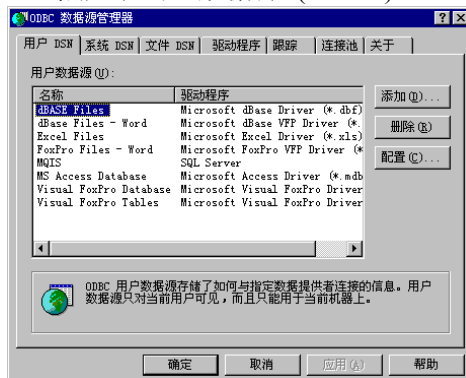 ODBC 数据源管理器
用户 DSN 系统 DSN 文件 DSN 驱动程序 跟踪 连接池 关于
用户数据源(U):
名称 驱动程序
dBASE Files Microsoft dBase Driver (*.dbf)
dBase Files - Word Microsoft dBase VFP Driver (*.
Excel Files Microsoft Excel Driver (*.xls)
FoxPro Files - Word Microsoft FoxPro VFP Driver (*
MQIS SQL Server
MS Access Database Microsoft Access Driver (*.mdb
Visual FoxPro Database Microsoft Visual FoxPro Driver
Visual FoxPro Tables Microsoft Visual FoxPro Driver
添加(D)...
删除(R)
配置(C)...
ODBC 用户数据源存储了如何与指定数据提供者连接的信息。用户
数据源只对当前用户可见，而且只能用于当前机器上。
确定 取消 应用(A) 帮助